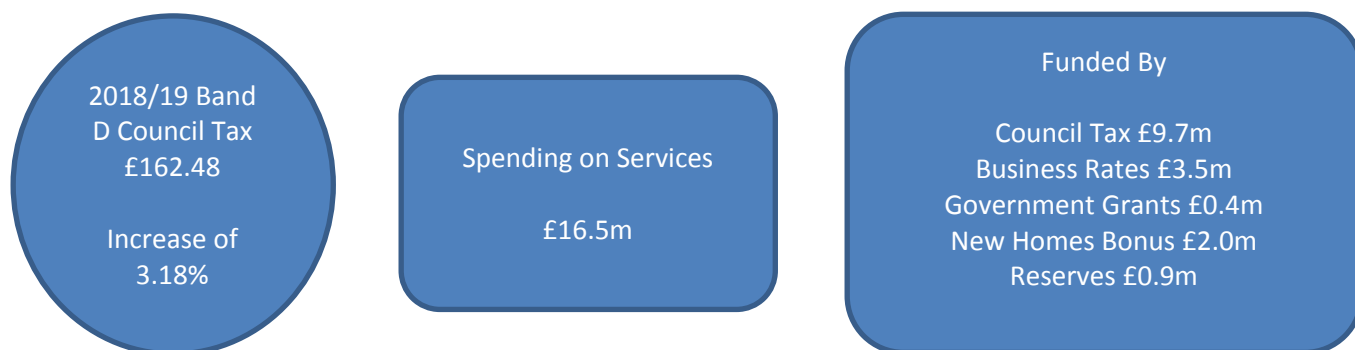 2018/19 Band
D Council Tax
£162.48
Increase of
3.18%
Spending on Services
£16.5m
Funded By
Council Tax £9.7m
Business Rates £3.5m
Government Grants £0.4m
New Homes Bonus £2.0m
Reserves £0.9m